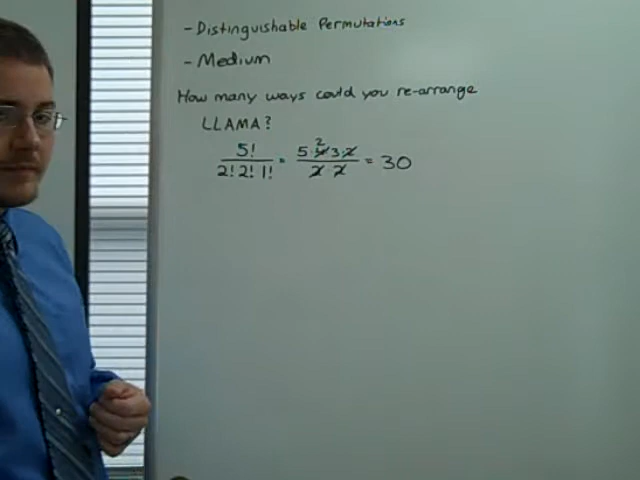 - Distinguishable Permutations
- Medium
How many ways could you re-arrange
LLAMA?
5!/2! 2! 1! = 5·4̶²·3·2̶/2̶·2̶ = 30